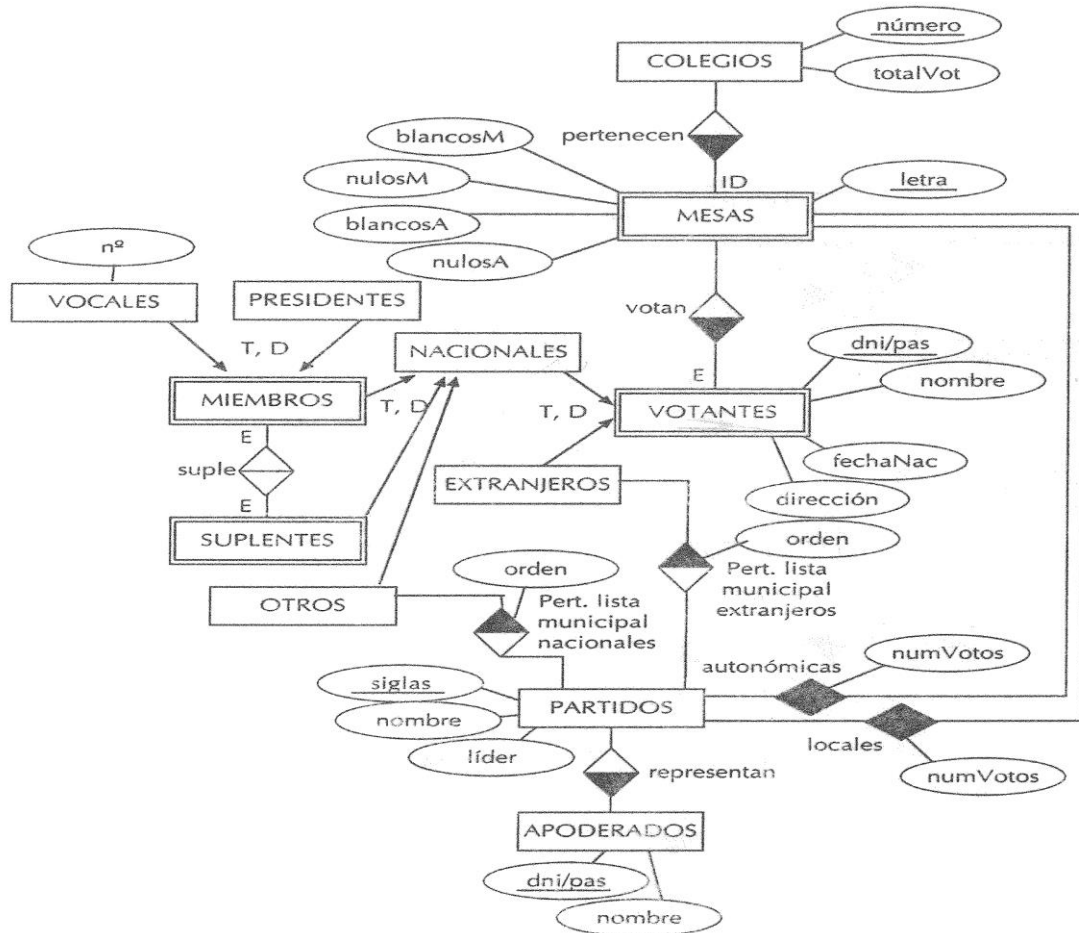 número
COLEGIOS
totalVot
blancosM
pertenecen
nulosM
ID
letra
MESAS
blancosA
nº
nulosA
VOCALES
PRESIDENTES
votan
T, D
NACIONALES
dni/pas
nombre
E
MIEMBROS
T, D
T, D
VOTANTES
E
suple
fechaNac
EXTRANJEROS
dirección
E
SUPLENTES
orden
orden
Pert. lista
municipal
extranjeros
OTROS
Pert. lista
municipal
nacionales
numVotos
autonómicas
siglas
PARTIDOS
nombre
locales
líder
representan
numVotos
APODERADOS
dni/pas
nombre